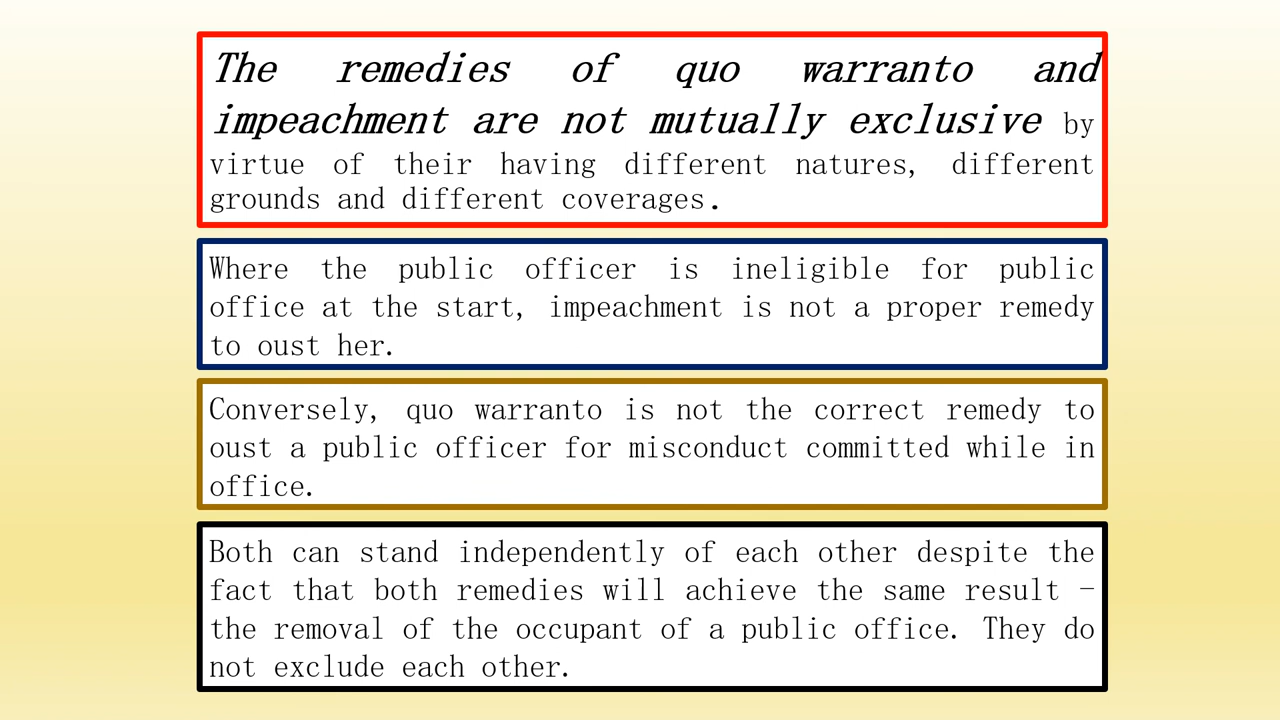 The remedies of quo warranto and
impeachment are not mutually exclusive by
virtue of their having different natures, different
grounds and different coverages.
Where the public officer is ineligible for public
office at the start, impeachment is not a proper remedy
to oust her.
Conversely, quo warranto is not the correct remedy to
oust a public officer for misconduct committed while in
office.
Both can stand independently of each other despite the
fact that both remedies will achieve the same result –
the removal of the occupant of a public office. They do
not exclude each other.